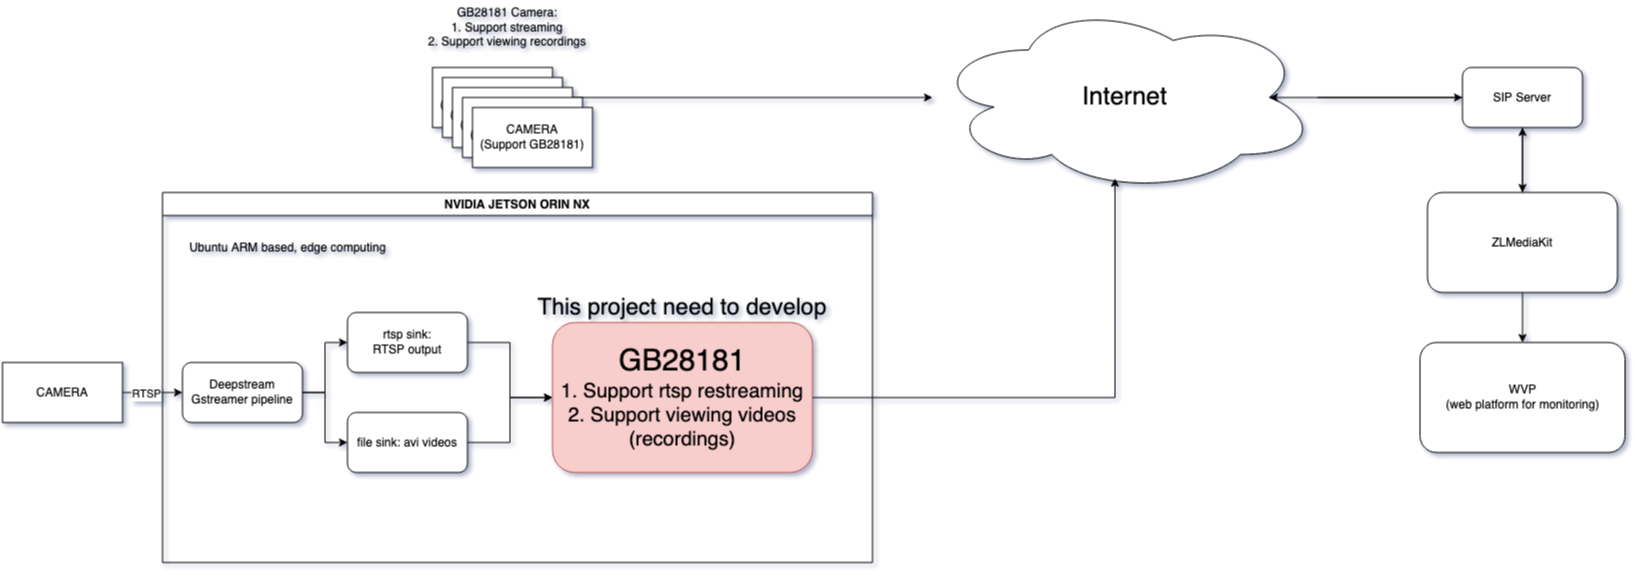 GB28181 Camera:
1. Support streaming
2. Support viewing recordings
CAMERA
(Support GB28181)
Internet
SIP Server
ZLMediaKit
WVP
(web platform for monitoring)
NVIDIA JETSON ORIN NX
Ubuntu ARM based, edge computing
This project need to develop
CAMERA
RTSP
Deepstream
Gstreamer pipeline
rtsp sink:
RTSP output
file sink: avi videos
GB28181
1. Support rtsp restreaming
2. Support viewing videos
(recordings)